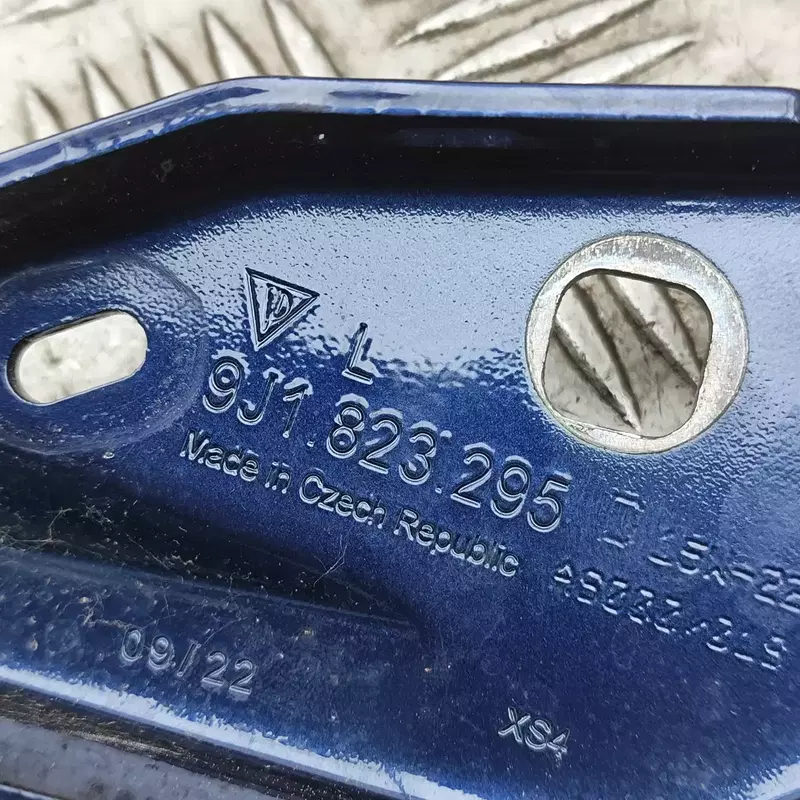 L
9J1.823.295
Made in Czech Republic
09/22
XS4